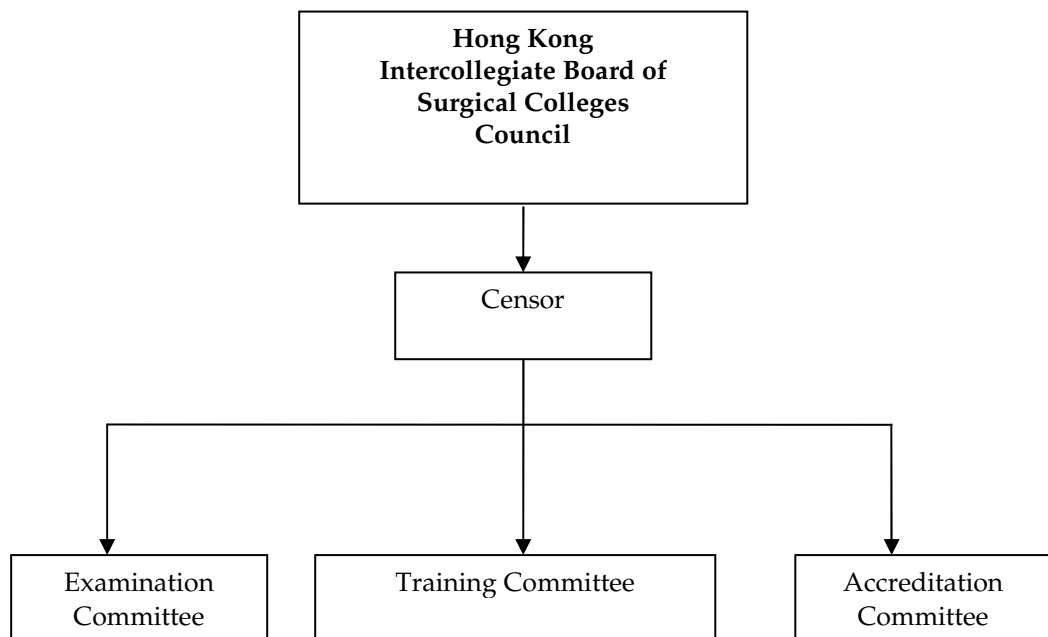 Hong Kong
Intercollegiate Board of
Surgical Colleges
Council
Censor
Examination
Committee
Training Committee
Accreditation
Committee